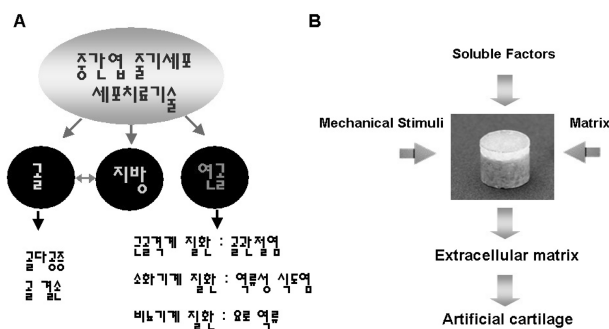 A
중간엽 줄기세포
세포치료기술
골
지방
연골
골다공증
골 결손
근골격계 질환 : 골관절염
소화기계 질환 : 역류성 식도염
비뇨기계 질환 : 요로 역류
B
Soluble Factors
Mechanical Stimuli
Matrix
Extracellular matrix
Artificial cartilage